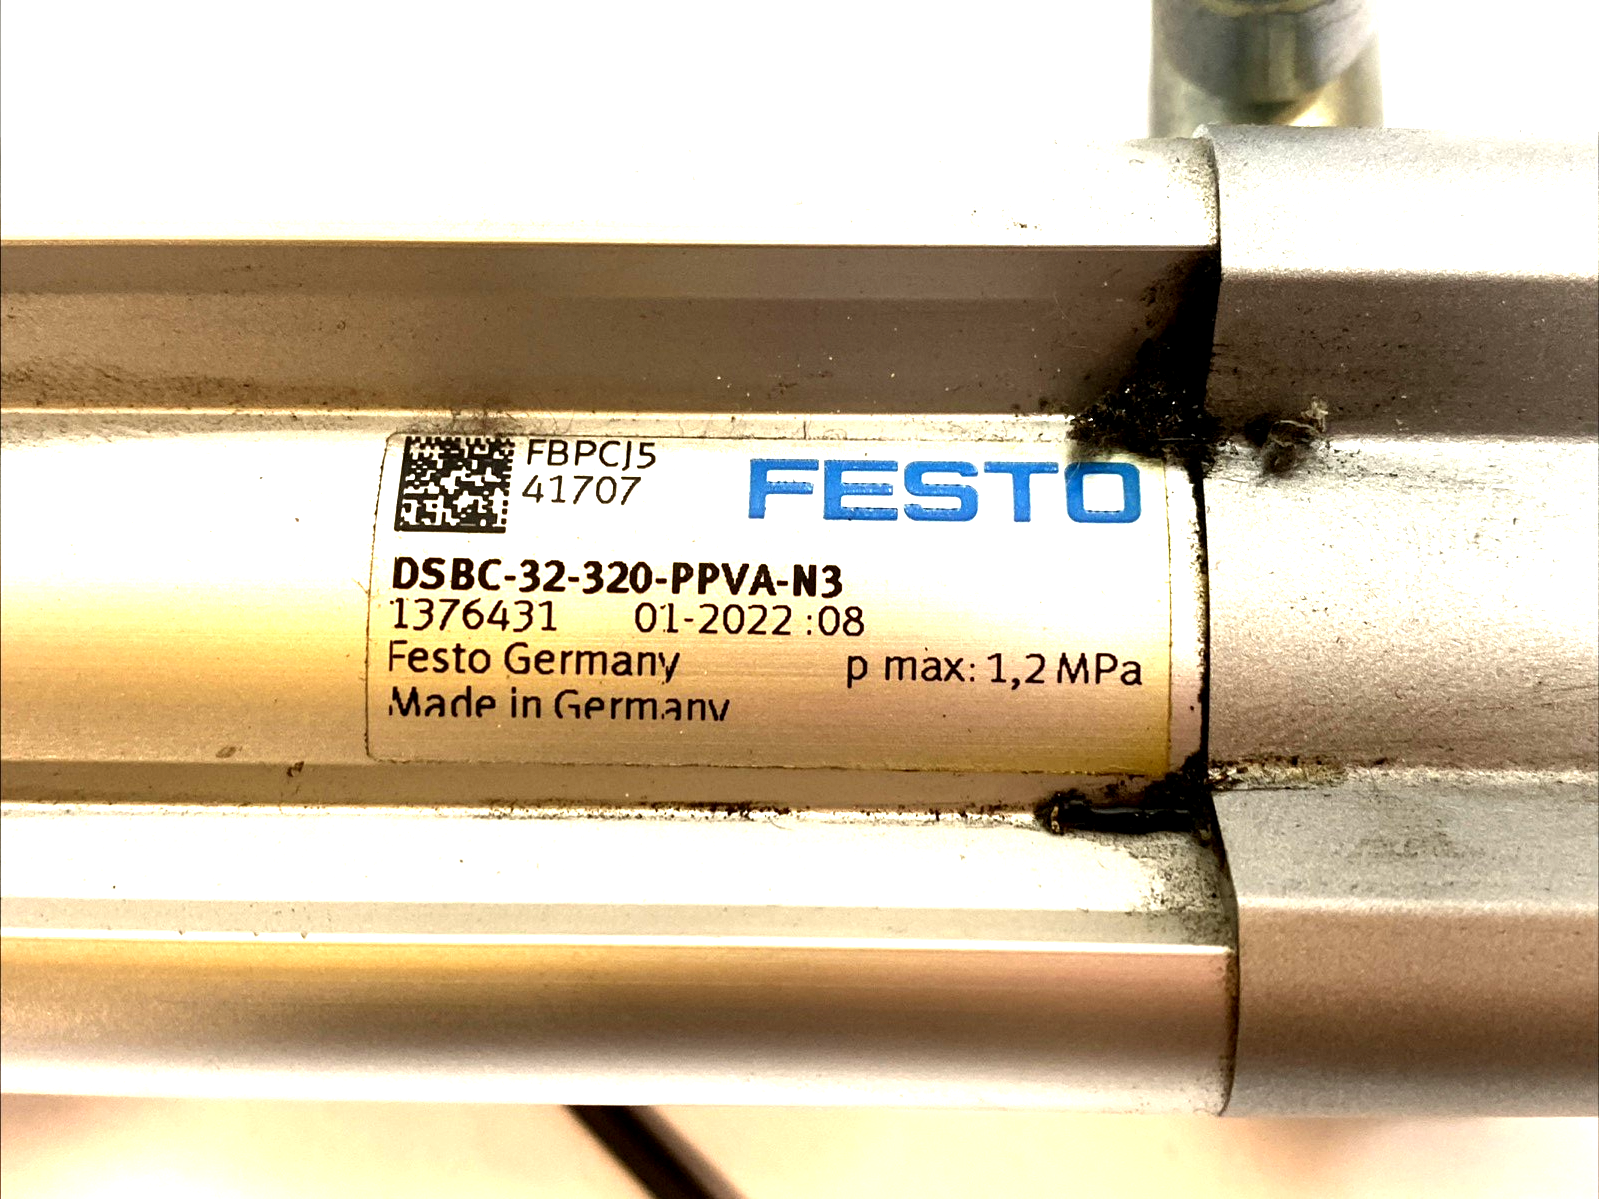 FBPCJ5
41707
FESTO
DSBC-32-320-PPVA-N3
1376431 01-2022 :08
Festo Germany p max: 1,2 MPa
Made in Germany